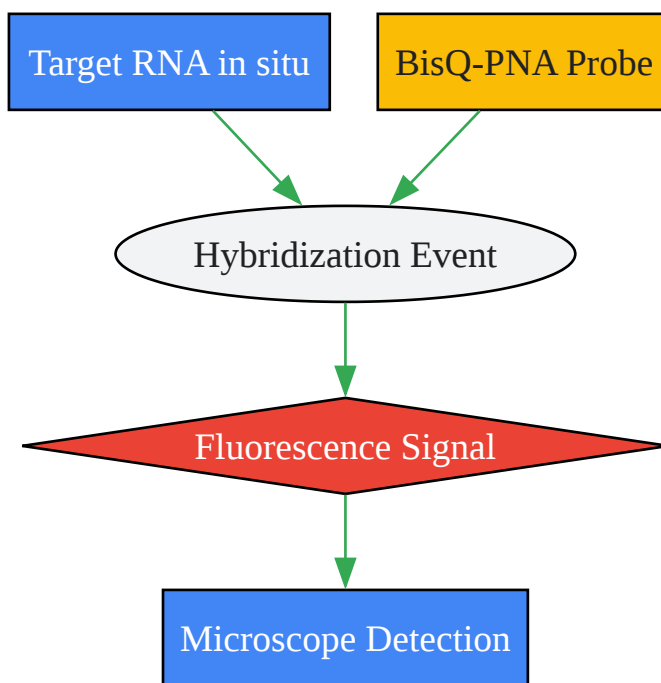 Target RNA in situ
BisQ-PNA Probe
Hybridization Event
Fluorescence Signal
Microscope Detection